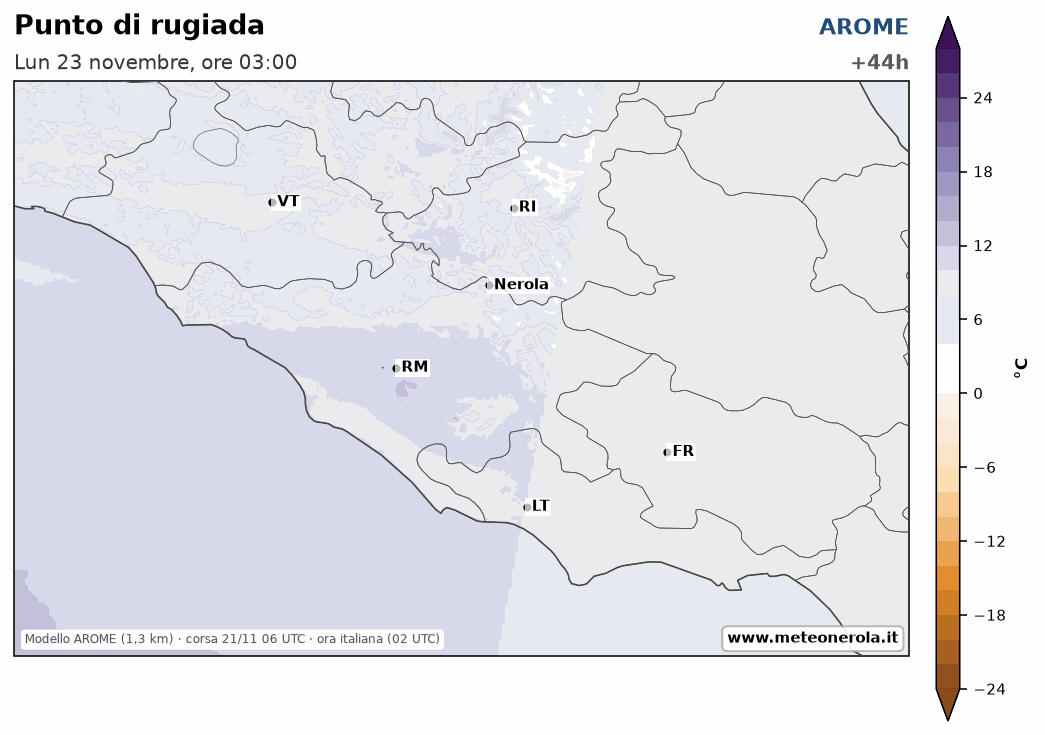 Punto di rugiada
AROME
Lun 23 novembre, ore 03:00
+44h
VT
RI
Nerola
RM
FR
LT
24
18
12
6
0
−6
−12
−18
−24
°C
Modello AROME (1,3 km) · corsa 21/11 06 UTC · ora italiana (02 UTC)
www.meteonerola.it